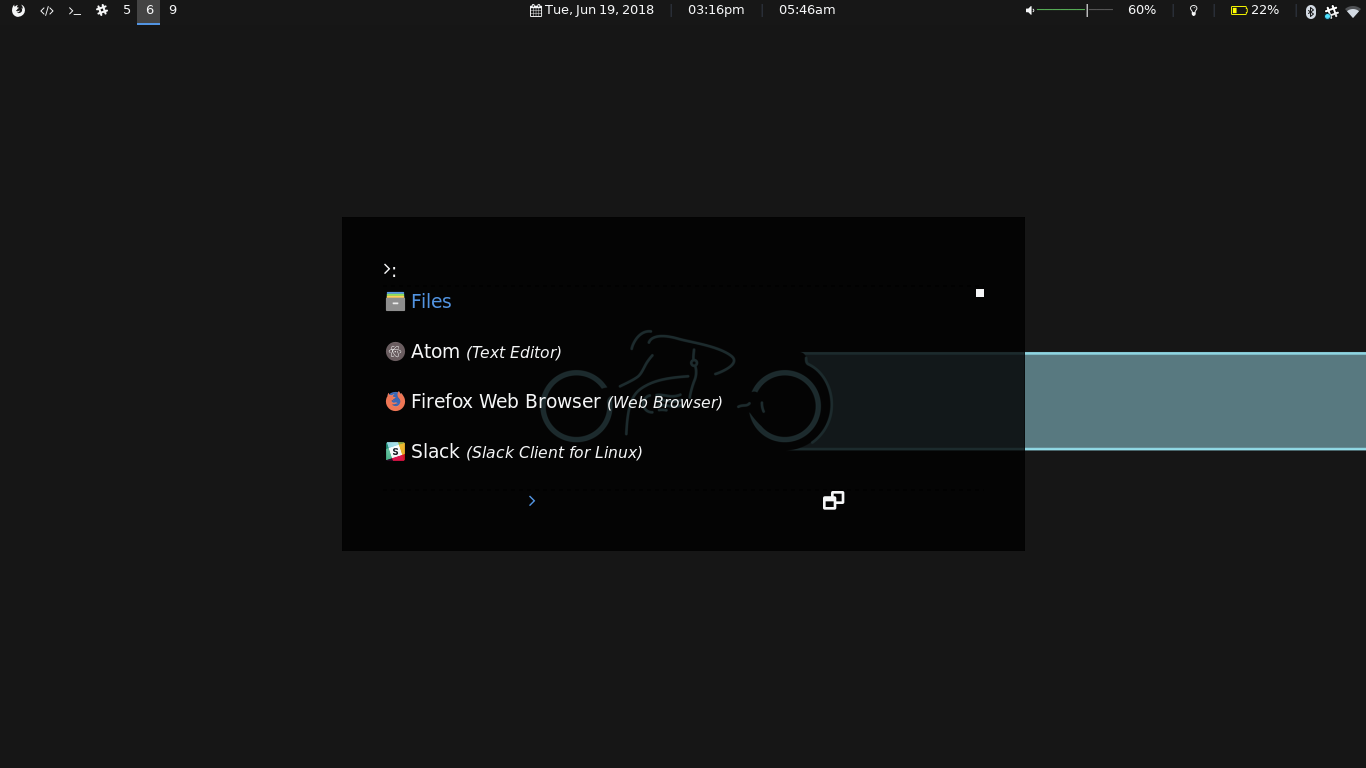 5 6 9 Tue, Jun 19, 2018 | 03:16pm | 05:46am 60% | | 22% |
>:
Files
Atom (Text Editor)
Firefox Web Browser (Web Browser)
Slack (Slack Client for Linux)